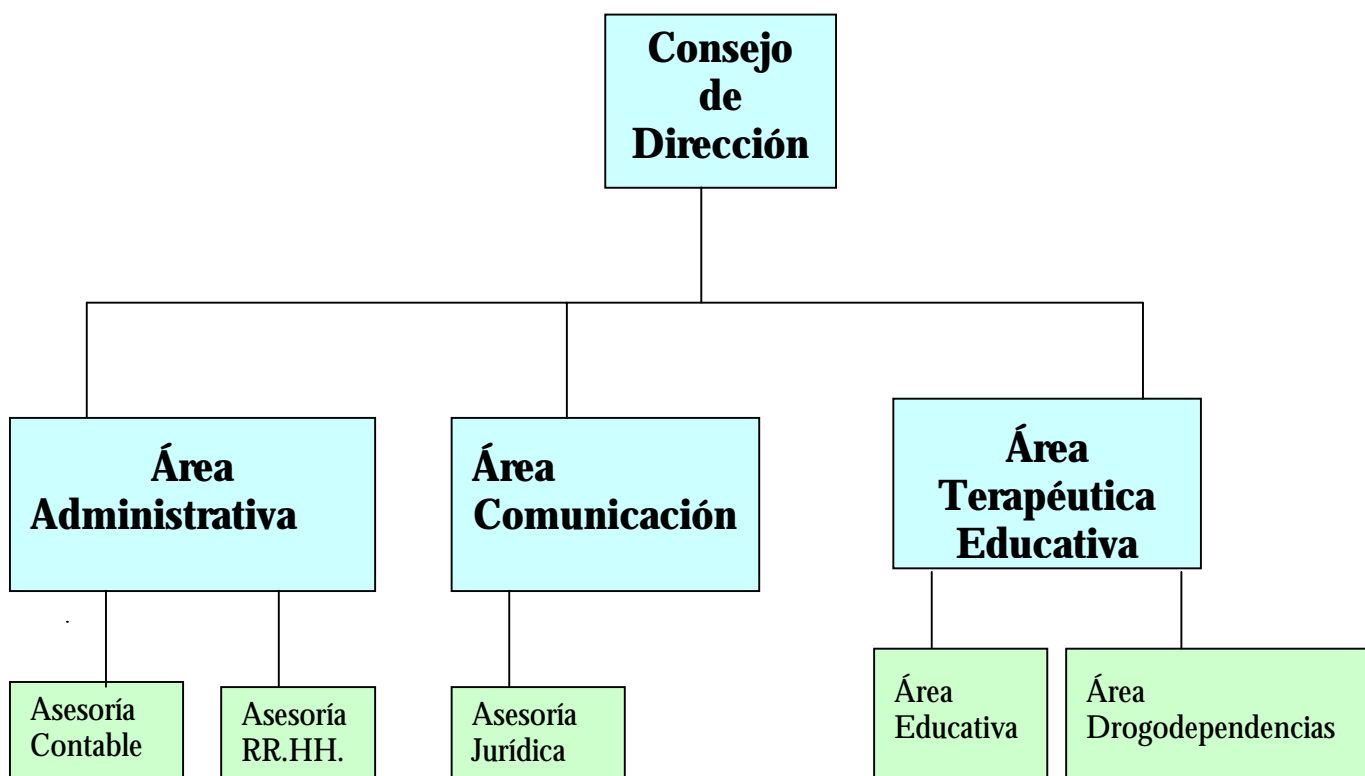 Consejo
de
Dirección
Área
Administrativa
Área
Comunicación
Área
Terapéutica
Educativa
.
Asesoría
Contable
Asesoría
RR.HH.
Asesoría
Jurídica
Área
Educativa
Área
Drogodependencias